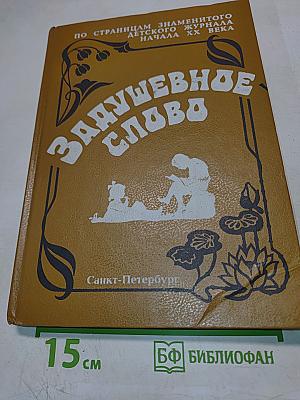 ПО СТРАНИЦАМ ЗНАМЕНИТОГО
ДЕТСКОГО ЖУРНАЛА
НАЧАЛА XX ВЕКА
ЗАДУШЕВНОЕ
СЛОВО
Санкт-Петербург
15 см
БФ БИБЛИОФАН